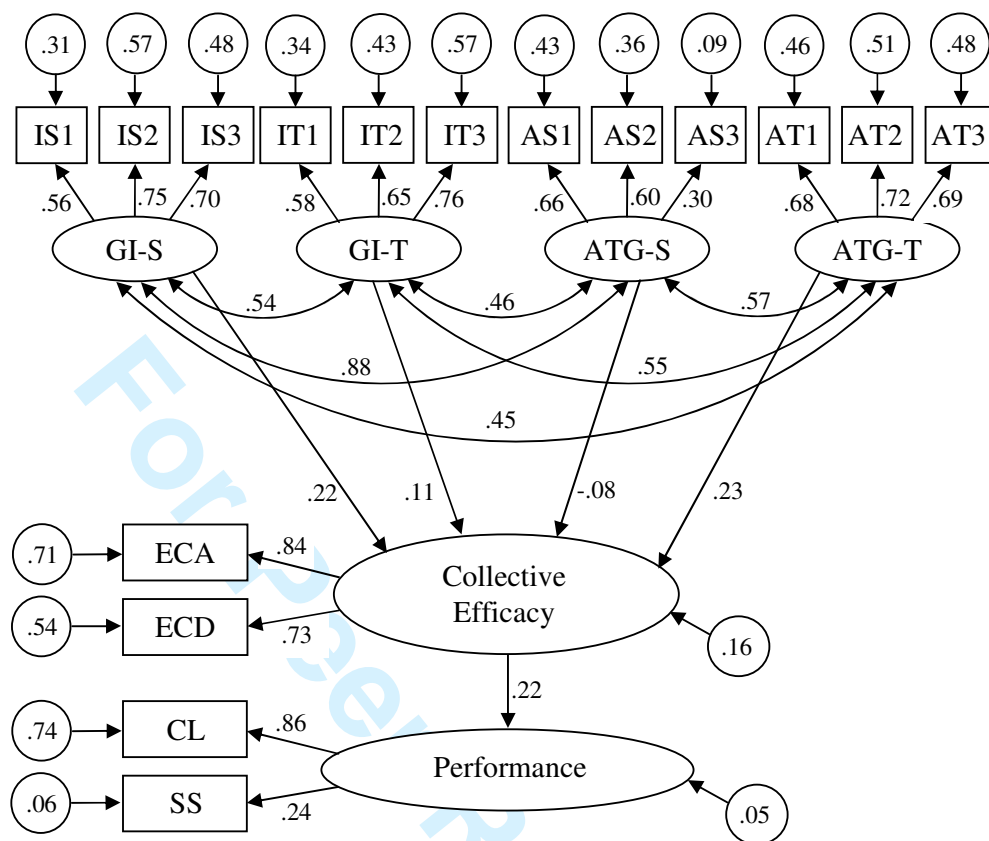 .31 .57 .48 .34 .43 .57 .43 .36 .09 .46 .51 .48
IS1 IS2 IS3 IT1 IT2 IT3 AS1 AS2 AS3 AT1 AT2 AT3
.56 .75 .70 .58 .65 .76 .66 .60 .30 .68 .72 .69
GI-S GI-T ATG-S ATG-T
.54 .46 .57
.88 .55
.45
.22 .11 -.08 .23
.71 ECA .84
Collective
Efficacy
.54 ECD .73
.16
.22
.74 CL .86
Performance
.06 SS .24
.05